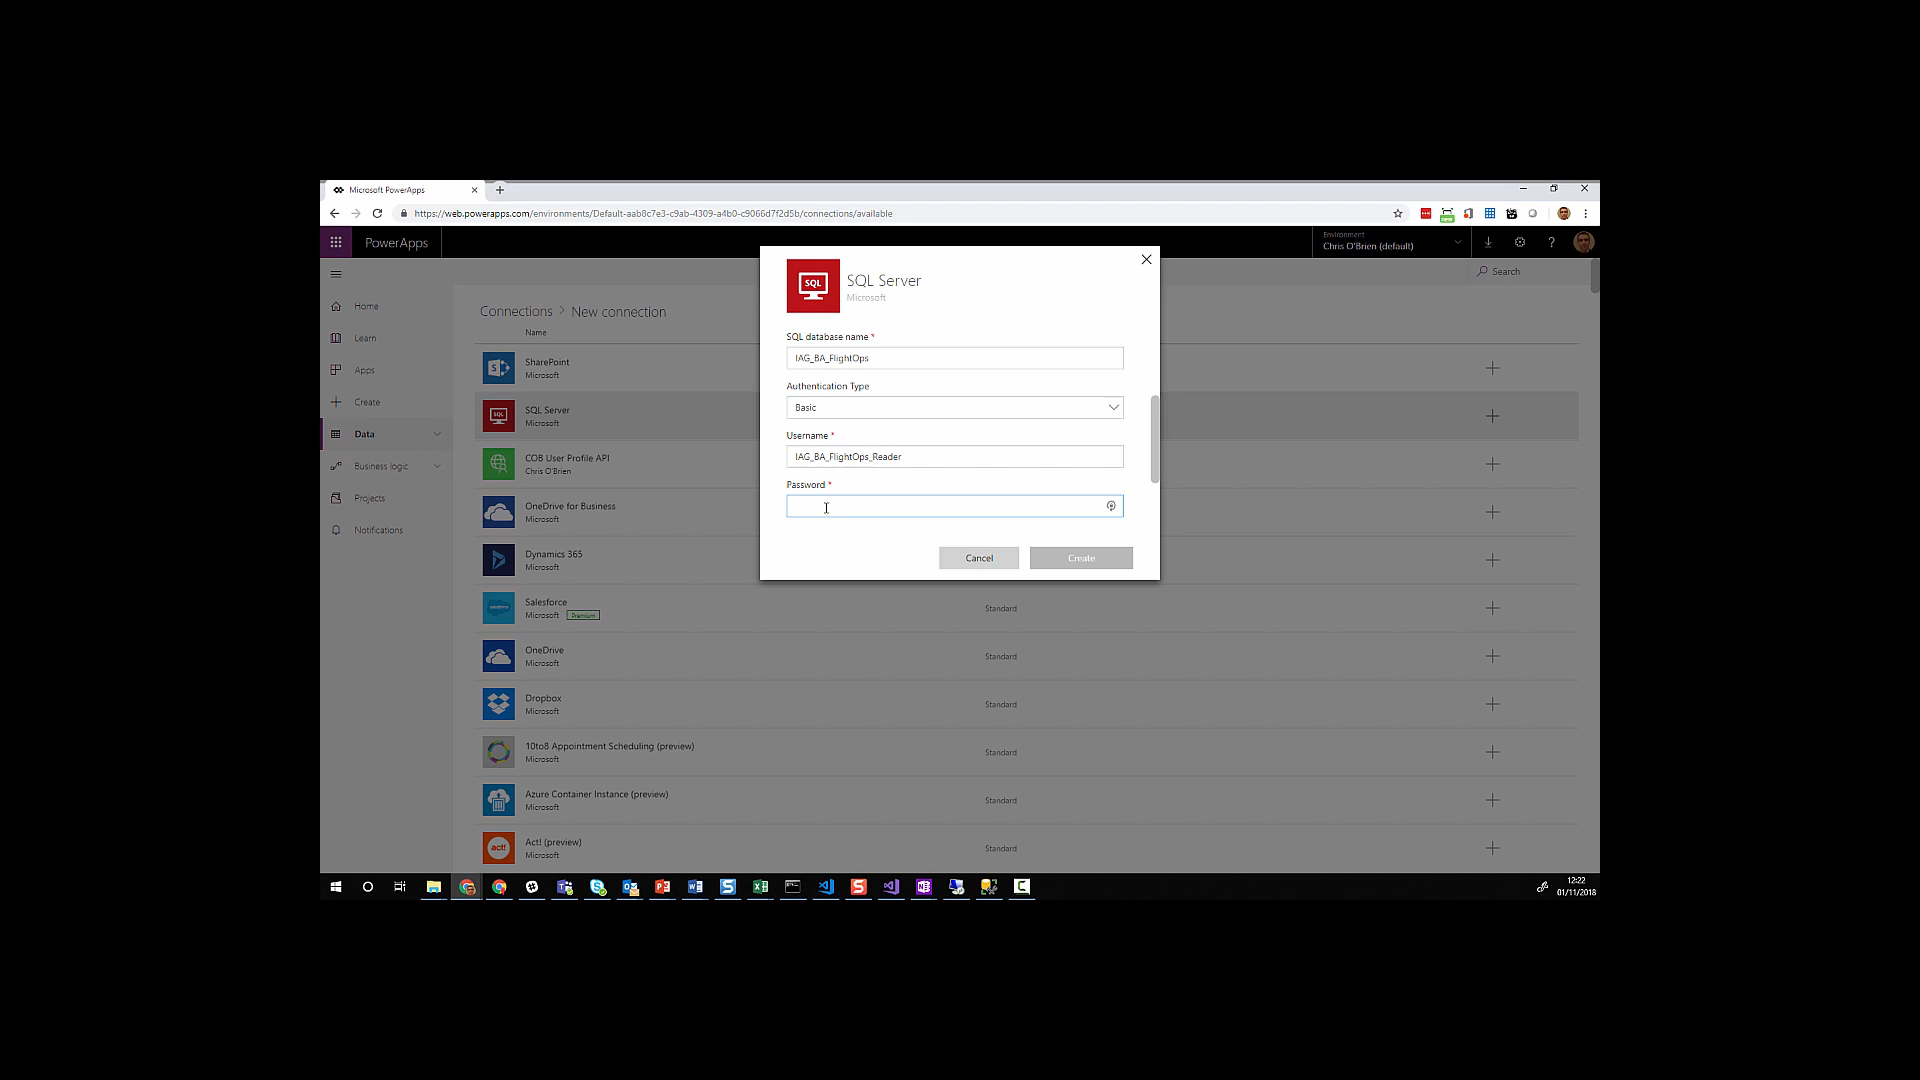 Microsoft PowerApps
https://web.powerapps.com/environments/Default-aab8c7e3-c9ab-4309-a4b0-c9066d7f2d5b/connections/available
PowerApps
Environment
Chris O'Brien (default)
?
Search
Home
Learn
Apps
Create
Data
Business logic
Projects
Notifications
Connections > New connection
Name
SharePoint
Microsoft
SQL Server
Microsoft
COB User Profile API
Chris O'Brien
OneDrive for Business
Microsoft
Dynamics 365
Microsoft
Salesforce
Microsoft Premium
Standard
OneDrive
Microsoft
Standard
Dropbox
Microsoft
Standard
10to8 Appointment Scheduling (preview)
Microsoft
Standard
Azure Container Instance (preview)
Microsoft
Standard
act!
Act! (preview)
Microsoft
Standard
SQL
SQL Server
Microsoft
SQL database name *
IAG_BA_FlightOps
Authentication Type
Basic
Username *
IAG_BA_FlightOps_Reader
Password *
Cancel
Create
12:22
01/11/2018